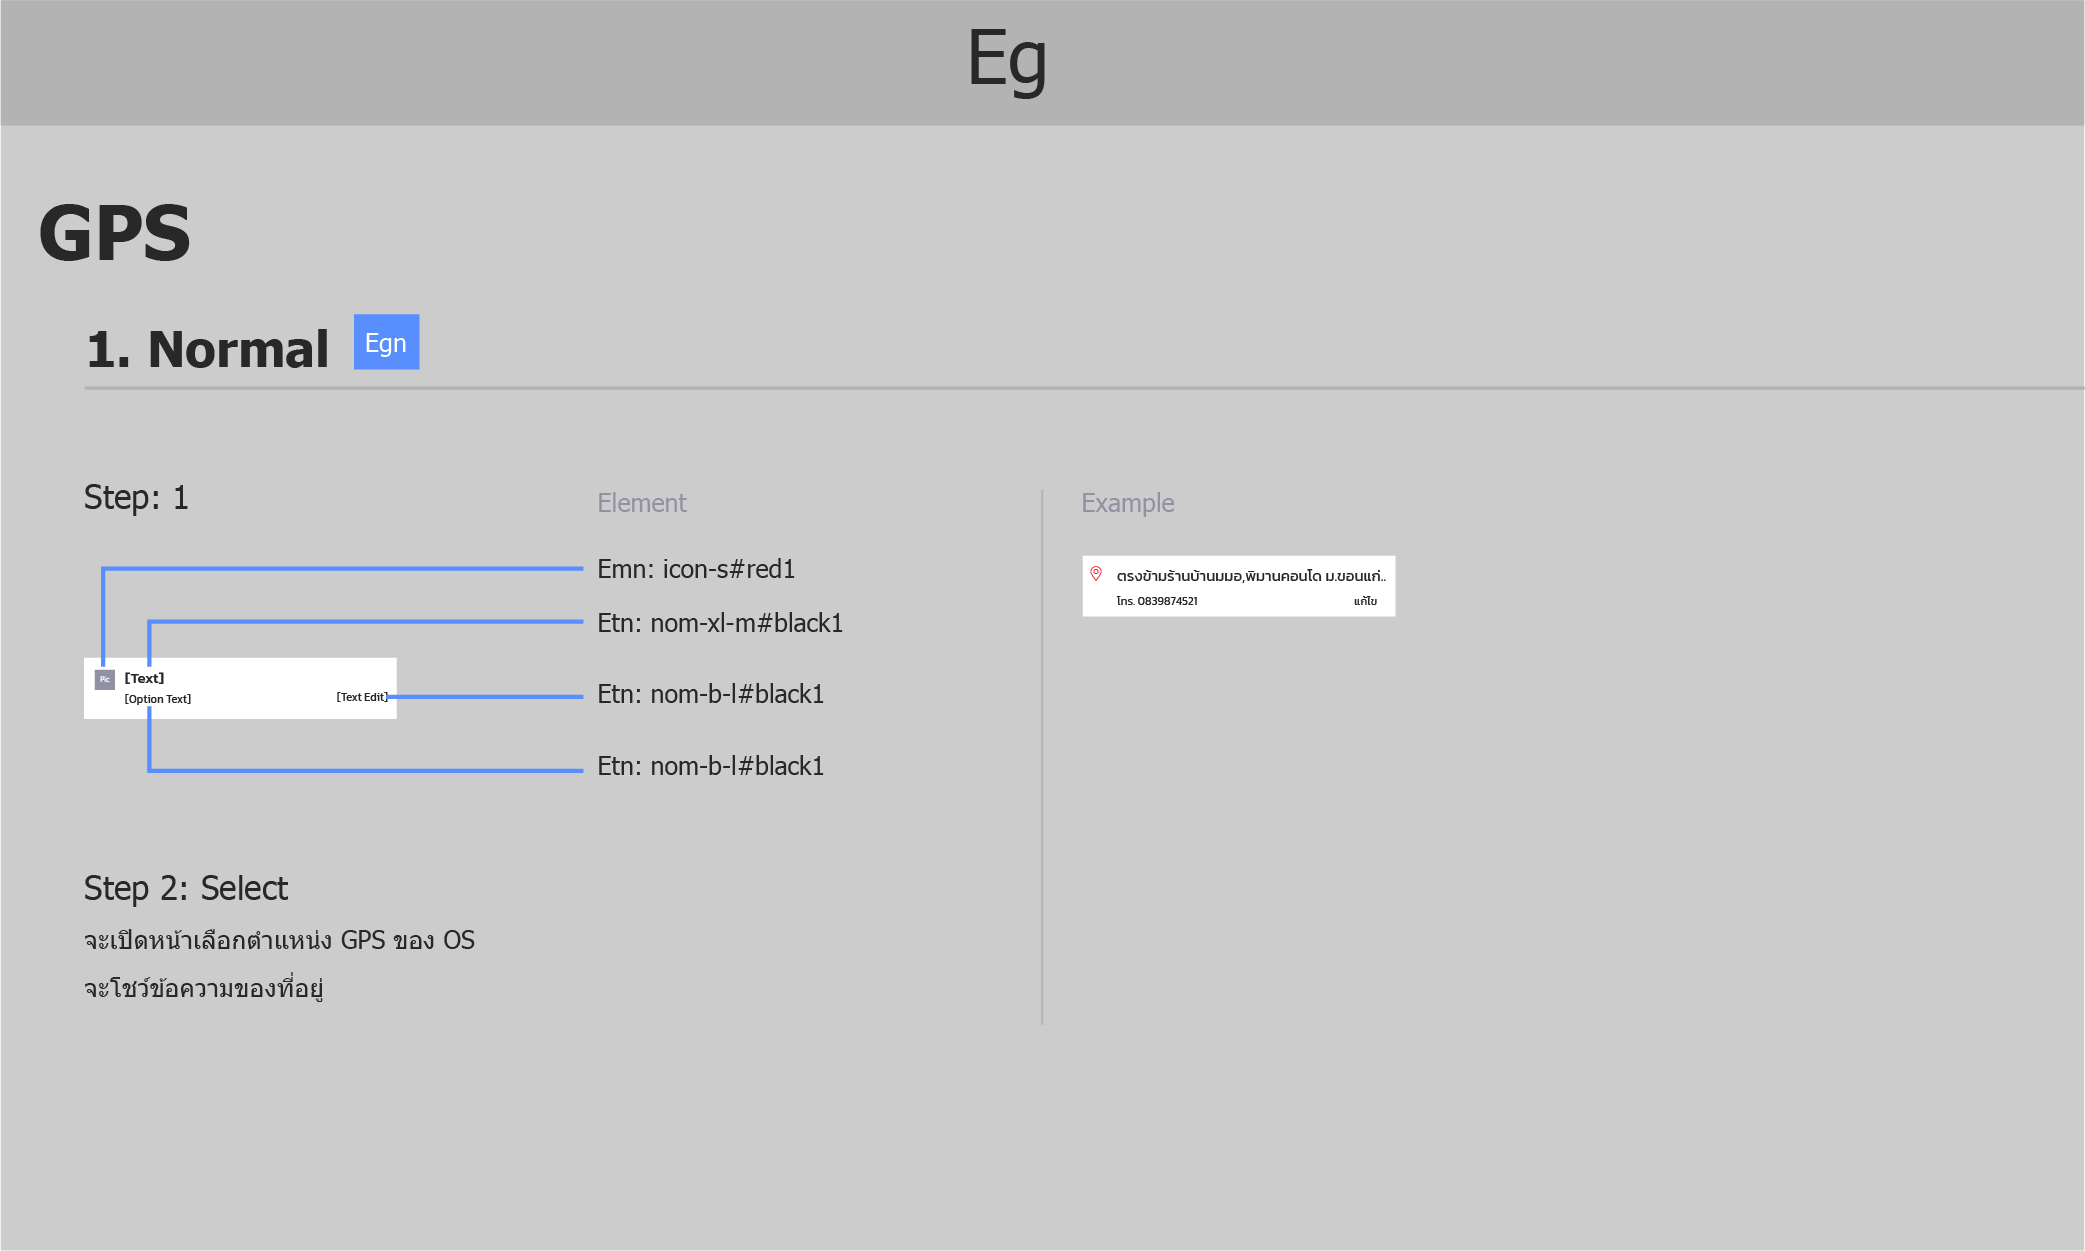 Eg
GPS
1. Normal Egn
Step: 1
Element
Example
Emn: icon-s#red1
Etn: nom-xl-m#black1
Pic [Text]
[Option Text]
[Text Edit]
Etn: nom-b-l#black1
Etn: nom-b-l#black1
ตรงข้ามร้านบ้านมมอ,พิมานคอนโด ม.ขอนแก่..
โทร. 0839874521
แก้ไข
Step 2: Select
จะเปิดหน้าเลือกตำแหน่ง GPS ของ OS
จะโชว์ข้อความของที่อยู่